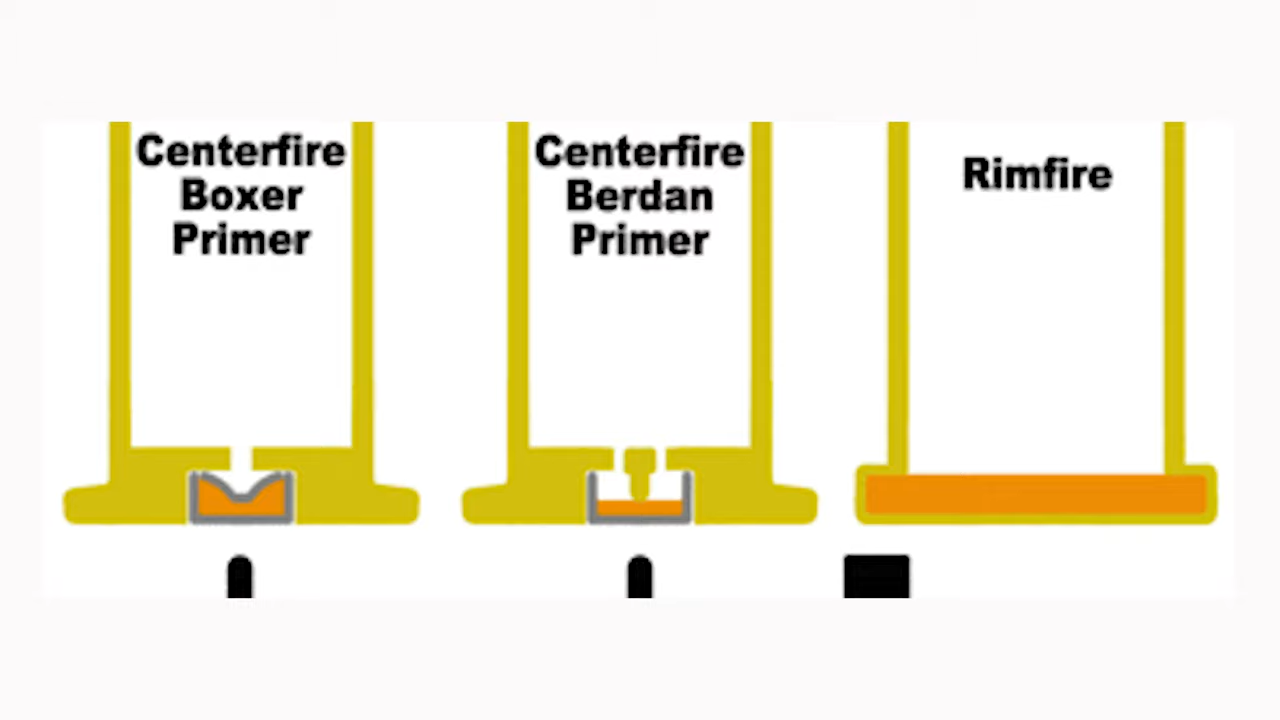 Centerfire
Boxer
Primer
Centerfire
Berdan
Primer
Rimfire